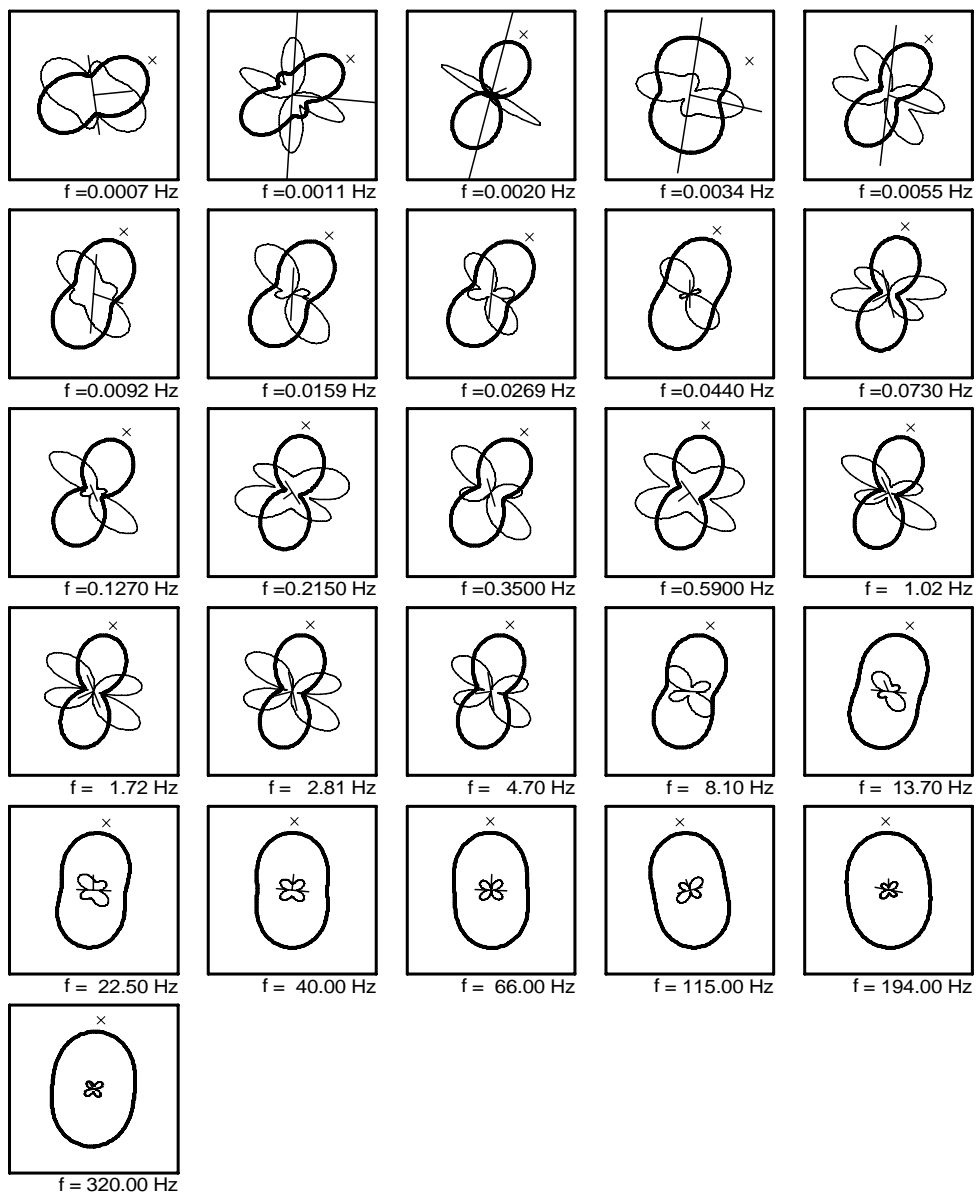 f =0.0007 Hz
f =0.0011 Hz
f =0.0020 Hz
f =0.0034 Hz
f =0.0055 Hz
f =0.0092 Hz
f =0.0159 Hz
f =0.0269 Hz
f =0.0440 Hz
f =0.0730 Hz
f =0.1270 Hz
f =0.2150 Hz
f =0.3500 Hz
f =0.5900 Hz
f = 1.02 Hz
f = 1.72 Hz
f = 2.81 Hz
f = 4.70 Hz
f = 8.10 Hz
f = 13.70 Hz
f = 22.50 Hz
f = 40.00 Hz
f = 66.00 Hz
f = 115.00 Hz
f = 194.00 Hz
f = 320.00 Hz